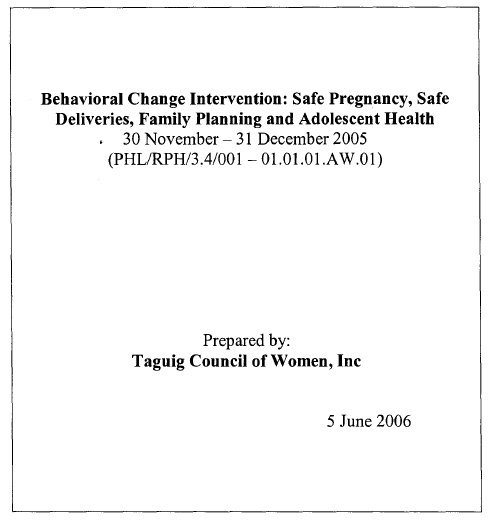 Behavioral Change Intervention: Safe Pregnancy, Safe
Deliveries, Family Planning and Adolescent Health
30 November – 31 December 2005
(PHL/RPH/3.4/001 – 01.01.01.AW.01)
Prepared by:
Taguig Council of Women, Inc
5 June 2006